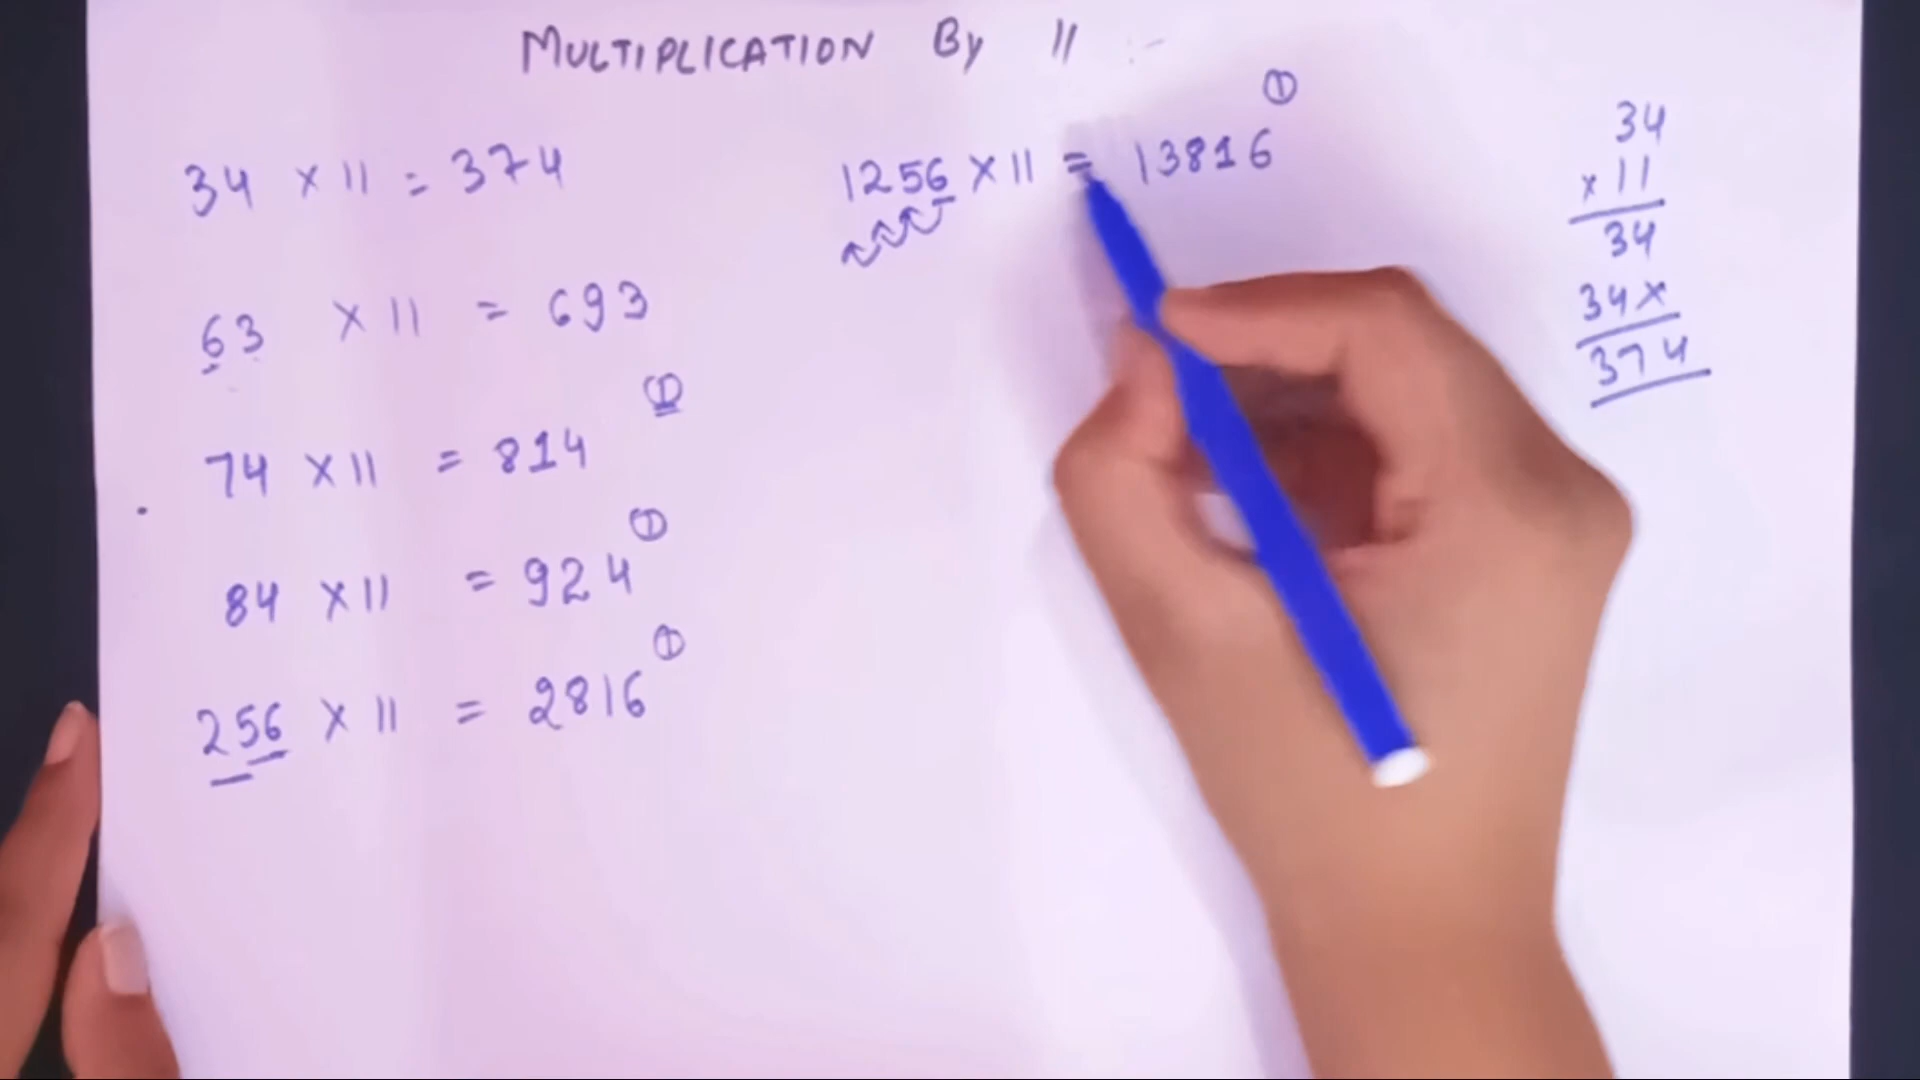 MULTIPLICATION By 11 :-
34 × 11 = 374
63 × 11 = 693
①
74 × 11 = 814
①
84 × 11 = 924
①
256 × 11 = 2816
①
1256 × 11 = 13816
34
× 11
34
34×
374